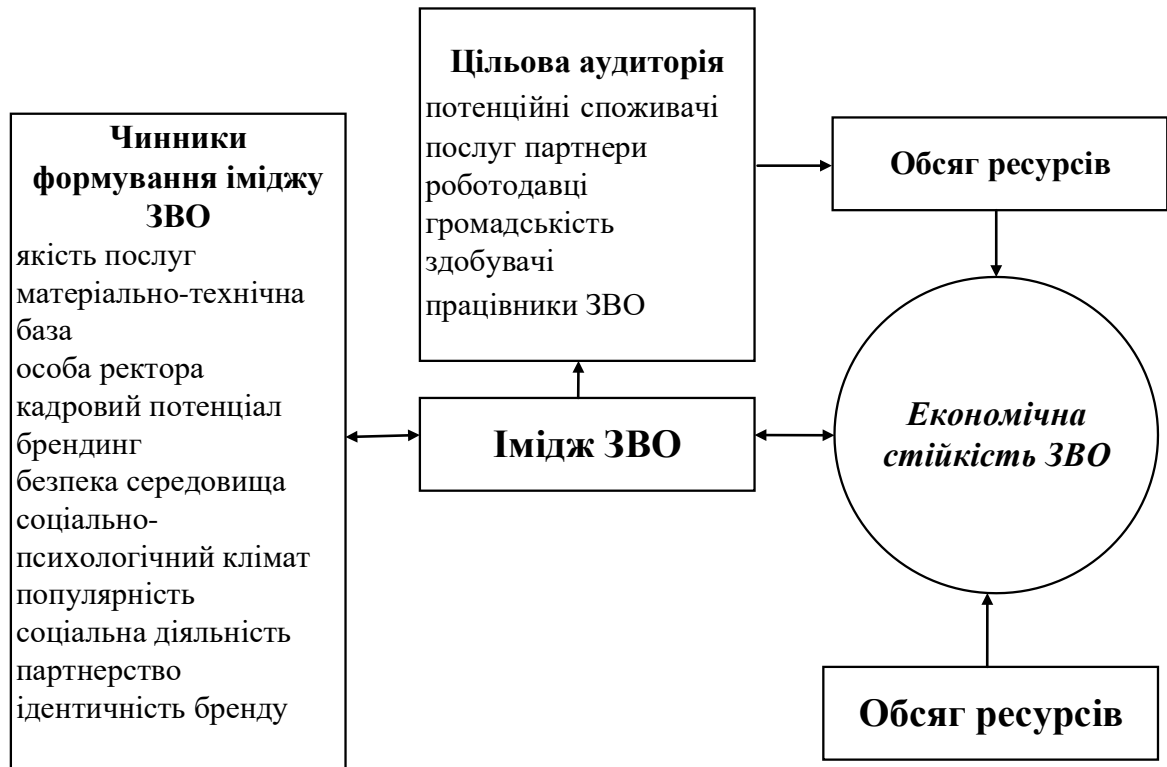 Чинники
формування іміджу
ЗВО
якість послуг
матеріально-технічна
база
особа ректора
кадровий потенціал
брендинг
безпека середовища
соціально-
психологічний клімат
популярність
соціальна діяльність
партнерство
ідентичність бренду
Цільова аудиторія
потенційні споживачі
послуг партнери
роботодавці
громадськість
здобувачі
працівники ЗВО
Імідж ЗВО
Обсяг ресурсів
Економічна
стійкість ЗВО
Обсяг ресурсів